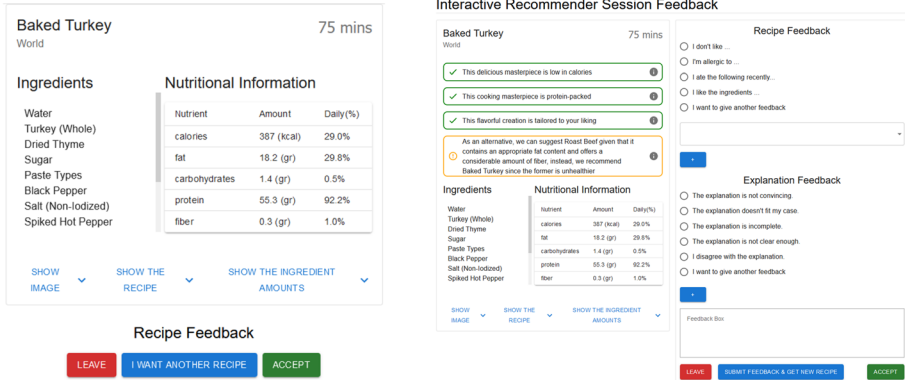 Baked Turkey 75 mins
World
Ingredients Nutritional Information
Water
Turkey (Whole)
Dried Thyme
Sugar
Paste Types
Black Pepper
Salt (Non-Iodized)
Spiked Hot Pepper
Nutrient Amount Daily(%)
calories 387 (kcal) 29.0%
fat 18.2 (gr) 29.8%
carbohydrates 1.4 (gr) 0.5%
protein 55.3 (gr) 92.2%
fiber 0.3 (gr) 1.0%
SHOW
IMAGE
SHOW THE
RECIPE
SHOW THE INGREDIENT
AMOUNTS
Recipe Feedback
LEAVE I WANT ANOTHER RECIPE ACCEPT
Interactive Recommender Session Feedback
Baked Turkey 75 mins
World
This delicious masterpiece is low in calories
This cooking masterpiece is protein-packed
This flavorful creation is tailored to your liking
As an alternative, we can suggest Roast Beef given that it
contains an appropriate fat content and offers a
considerable amount of fiber, instead, we recommend
Baked Turkey since the former is unhealthier
Ingredients Nutritional Information
Water
Turkey (Whole)
Dried Thyme
Sugar
Paste Types
Black Pepper
Salt (Non-Iodized)
Spiked Hot Pepper
Nutrient Amount Daily(%)
calories 387 (kcal) 29.0%
fat 18.2 (gr) 29.8%
carbohydrates 1.4 (gr) 0.5%
protein 55.3 (gr) 92.2%
fiber 0.3 (gr) 1.0%
SHOW
IMAGE
SHOW THE
RECIPE
SHOW THE INGREDIENT
AMOUNTS
Recipe Feedback
I don't like ...
I'm allergic to ...
I ate the following recently...
I like the ingredients ...
I want to give another feedback
+
Explanation Feedback
The explanation is not convincing.
The explanation doesn't fit my case.
The explanation is incomplete.
The explanation is not clear enough.
I disagree with the explanation.
I want to give another feedback
+
Feedback Box
LEAVE SUBMIT FEEDBACK & GET NEW RECIPE ACCEPT